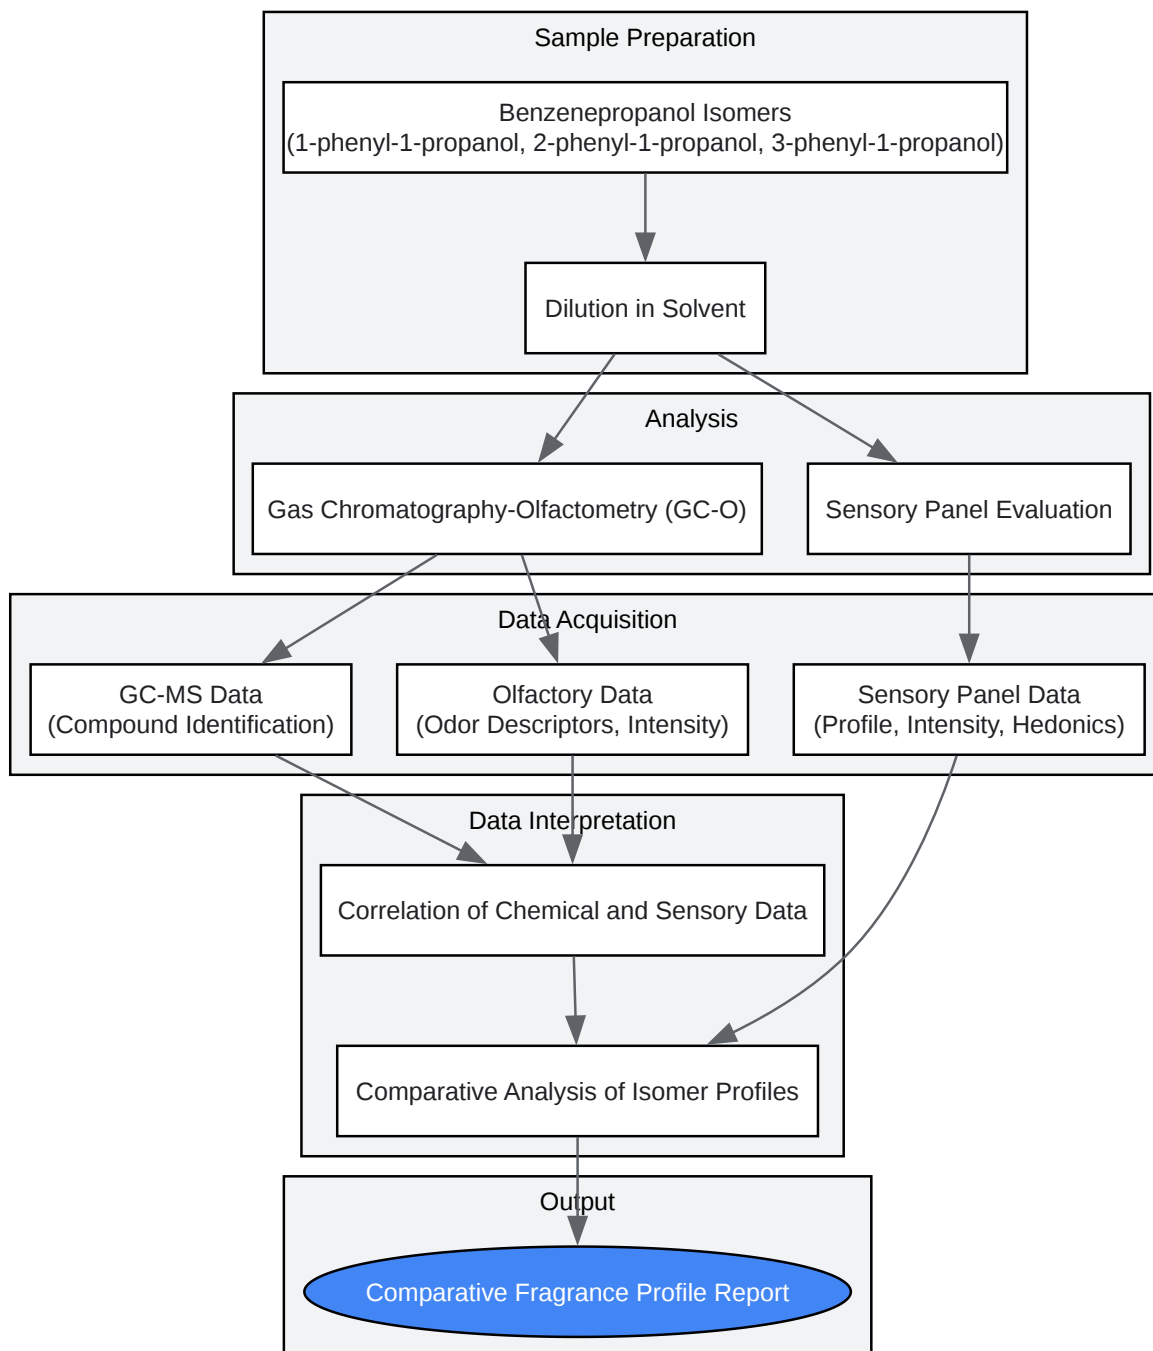 Sample Preparation
Benzenepropanol Isomers
(1-phenyl-1-propanol, 2-phenyl-1-propanol, 3-phenyl-1-propanol)
Dilution in Solvent
Analysis
Gas Chromatography-Olfactometry (GC-O)
Sensory Panel Evaluation
Data Acquisition
GC-MS Data
(Compound Identification)
Olfactory Data
(Odor Descriptors, Intensity)
Sensory Panel Data
(Profile, Intensity, Hedonics)
Data Interpretation
Correlation of Chemical and Sensory Data
Comparative Analysis of Isomer Profiles
Output
Comparative Fragrance Profile Report